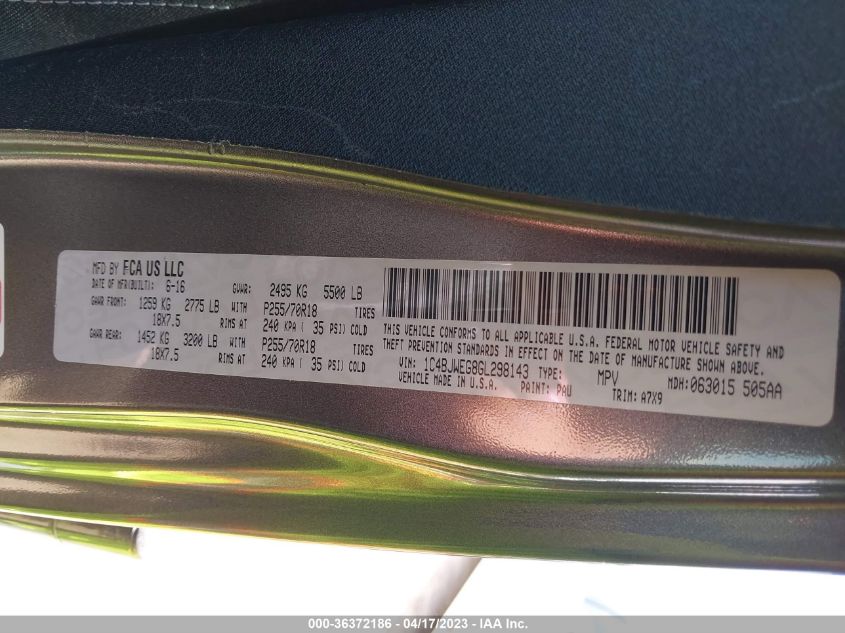 MFD BY FCA US LLC
DATE OF MFR(BUILT): 6-16 GVWR: 2495 KG 5500 LB
GAWR FRONT: 1259 KG 2775 LB WITH P255/70R18 TIRES
18X7.5 RIMS AT 240 KPA ( 35 PSI) COLD
GAWR REAR: 1452 KG 3200 LB WITH P255/70R18 TIRES
18X7.5 RIMS AT 240 KPA ( 35 PSI) COLD
THIS VEHICLE CONFORMS TO ALL APPLICABLE U.S.A. FEDERAL MOTOR VEHICLE SAFETY AND
THEFT PREVENTION STANDARDS IN EFFECT ON THE DATE OF MANUFACTURE SHOWN ABOVE.
VIN: 1C4BJWEG8GL298143 TYPE: MPV MDH:063015 505AA
VEHICLE MADE IN U.S.A. PAINT: PAU TRIM: A7X9
000-36372186 - 04/17/2023 - © IAA Inc.